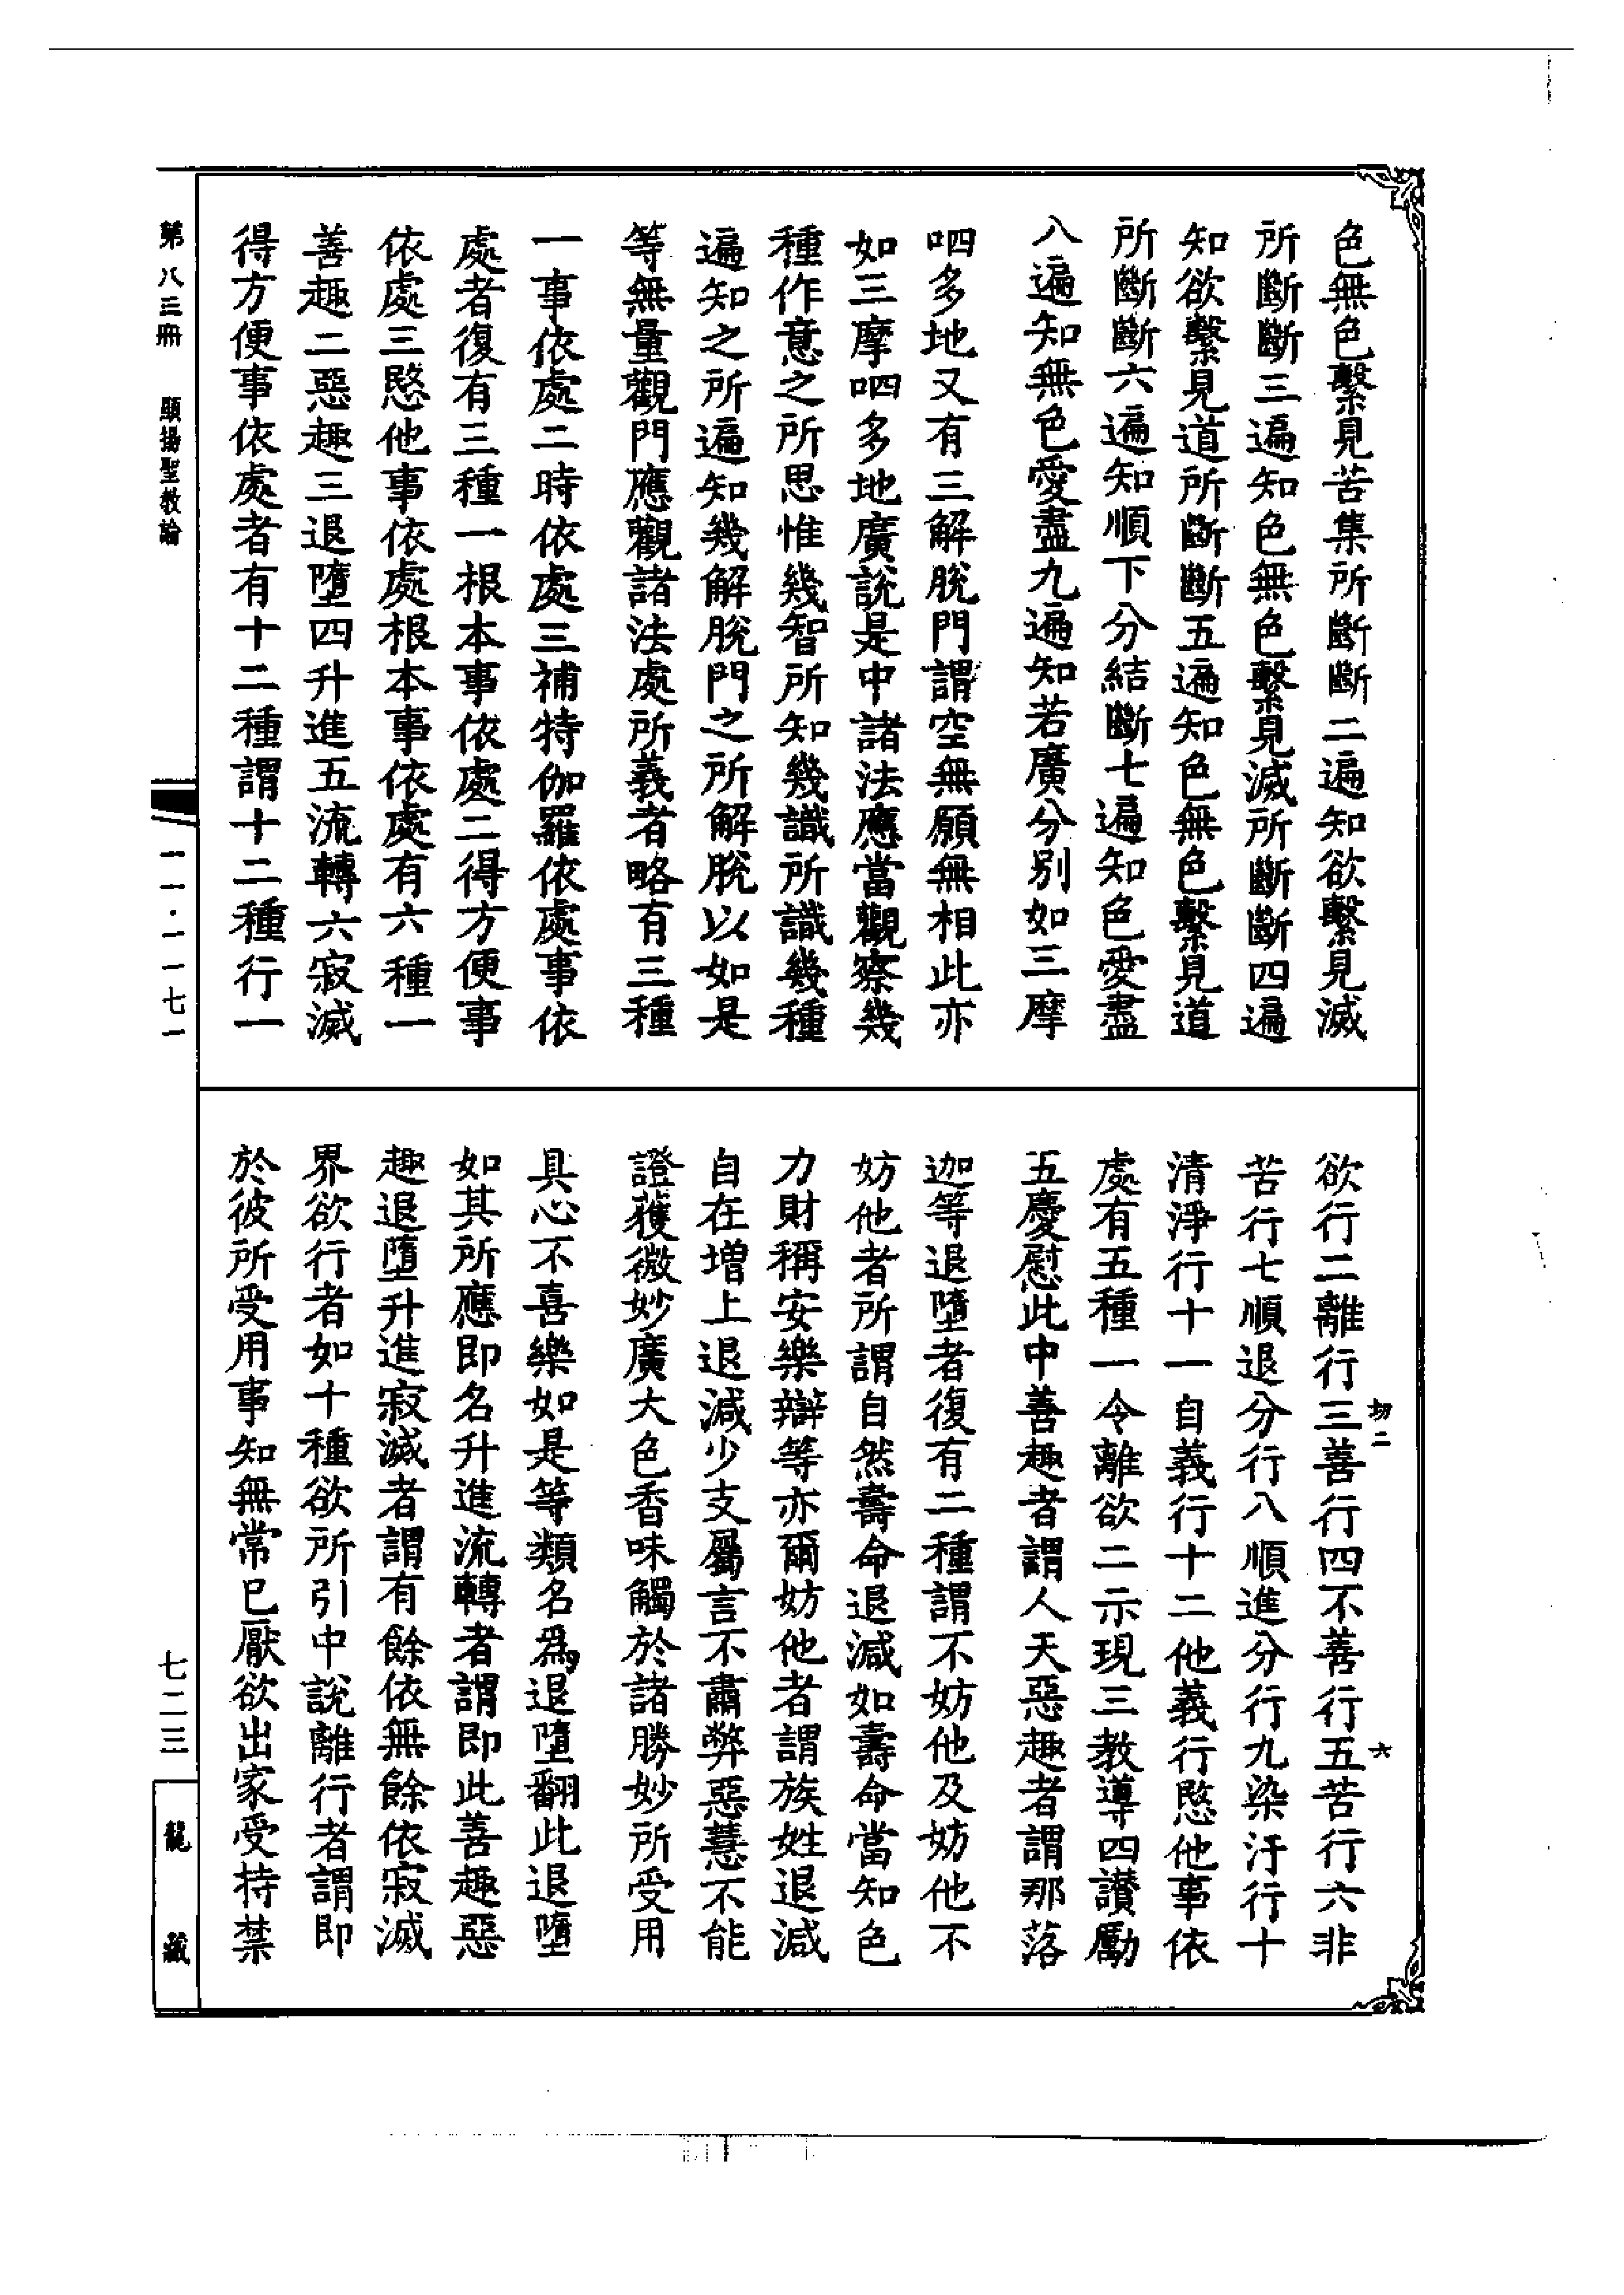 色無色繫見苦集所斷斷二遍知欲繫見滅
所斷斷三遍知色無色繫見滅所斷斷四遍
知欲繫見道所斷斷五遍知色無色繫見道
所斷斷六遍知順下分結斷七遍知色愛盡
八遍知無色愛盡九遍知若廣分別如三摩
呬多地又有三解脫門謂空無願無相此亦
如三摩呬多地廣說是中諸法應當觀察幾
種作意之所思惟幾智所知幾識所識幾種
遍知之所遍知幾解脫門之所解脫以如是
等無量觀門應觀諸法處所義者略有三種
一事依處二時依處三補特伽羅依處事依
處者復有三種一根本事依處二得方便事
依處三愍他事依處根本事依處有六種一
善趣二惡趣三退墮四升進五流轉六寂滅
得方便事依處者有十二種謂十二種行一
欲行二離行三善行四不善行五苦行六非
苦行七順退分行八順進分行九染汙行十
清淨行十一自義行十二他義行愍他事依
處有五種一令離欲二示現三教導四讚勵
五慶慰此中善趣者謂人天惡趣者謂那落
迦等退墮者復有二種謂不妨他及妨他不
妨他者所謂自然壽命退減如壽命當知色
力財稱安樂辯等亦爾妨他者謂族姓退減
自在增上退減少支屬言不肅弊惡慧不能
證獲微妙廣大色香味觸於諸勝妙所受用
具心不喜樂如是等類名為退墮翻此退墮
如其所應即名升進流轉者謂即此善趣惡
趣退墮升進寂滅者謂有餘依無餘依寂滅
界欲行者如十種欲所引中說離行者謂即
於彼所受用事知無常已厭欲出家受持禁
切二
六
第八三冊 顯揚聖教論
一一·一一七一
七二三
龍藏